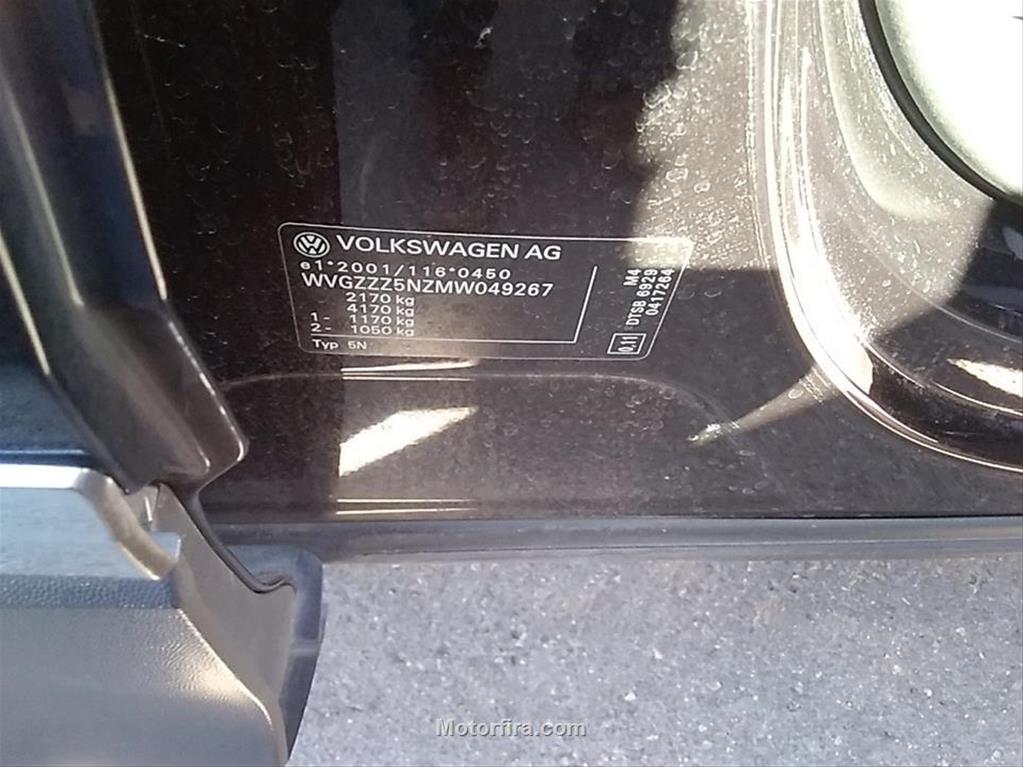 VOLKSWAGEN AG
e1*2001/116*0450
WVGZZZ5NZMW049267
2170 kg
4170 kg
1- 1170 kg
2- 1050 kg
Typ 5N
M4
DTSB 6929
0417264
0,11
Motorfira.com